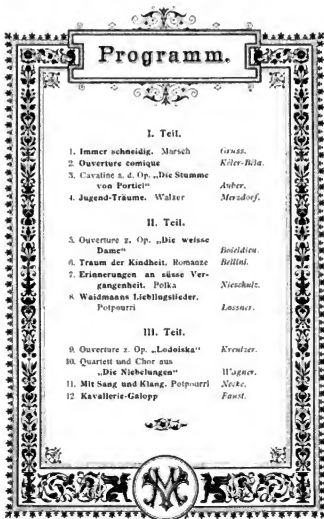 Programm.
I. Teil.
1. Immer schneidig. Marsch Gruss.
2. Ouverture comique Kéler-Béla.
3. Cavatine a. d. Op. „Die Stumme
von Portici" Auber.
4. Jugend-Träume. Walzer Merzdorf.
II. Teil.
5. Ouverture z. Op. „Die weisse
Dame" Boieldieu.
6. Traum der Kindheit. Romanze Bellini.
7. Erinnerungen an süsse Ver-
gangenheit. Polka Nieschulz.
8. Waidmanns Lieblingslieder.
Potpourri Lossner.
III. Teil.
9. Ouverture z. Op. „Lodoiska" Kreutzer.
10. Quartett und Chor aus
„Die Niebelungen" Wagner.
11. Mit Sang und Klang. Potpourri Necke.
12 Kavallerie-Galopp Faust.